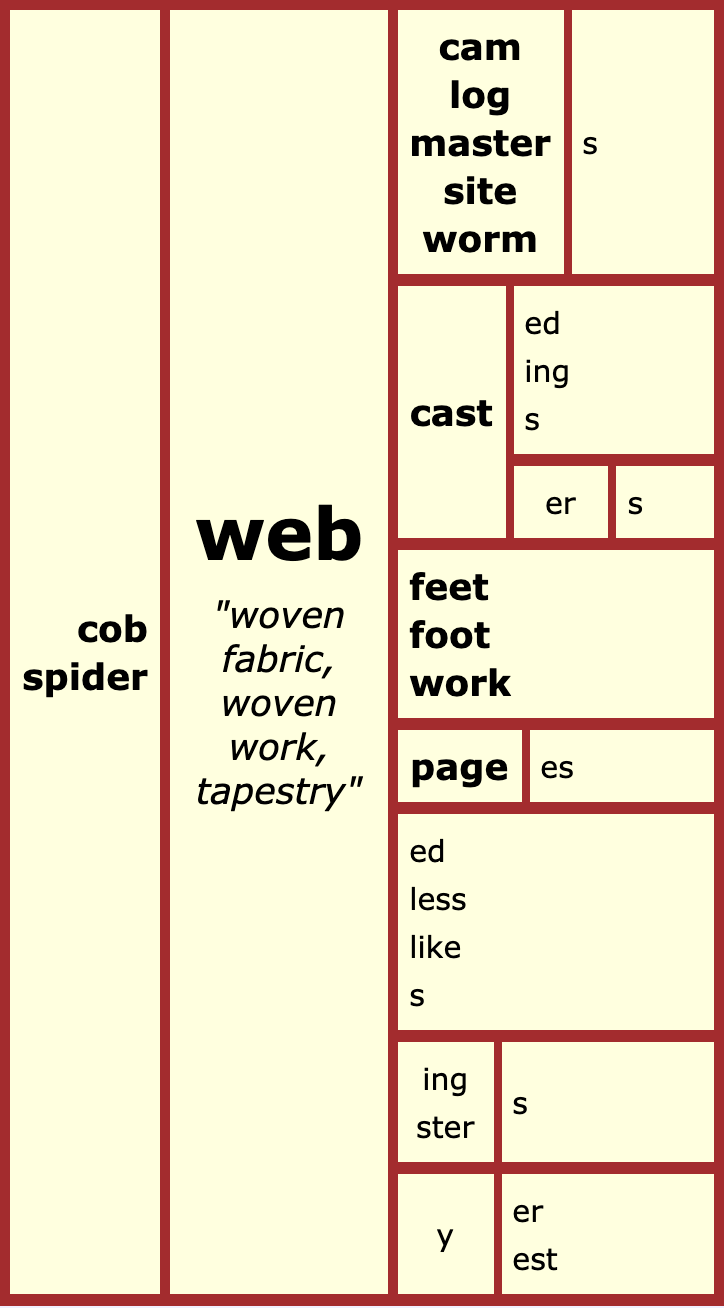 cob
spider
web
"woven
fabric,
woven
work,
tapestry"
cam
log
master
site
worm
s
cast
ed
ing
s
er
s
feet
foot
work
page
es
ed
less
like
s
ing
ster
s
y
er
est